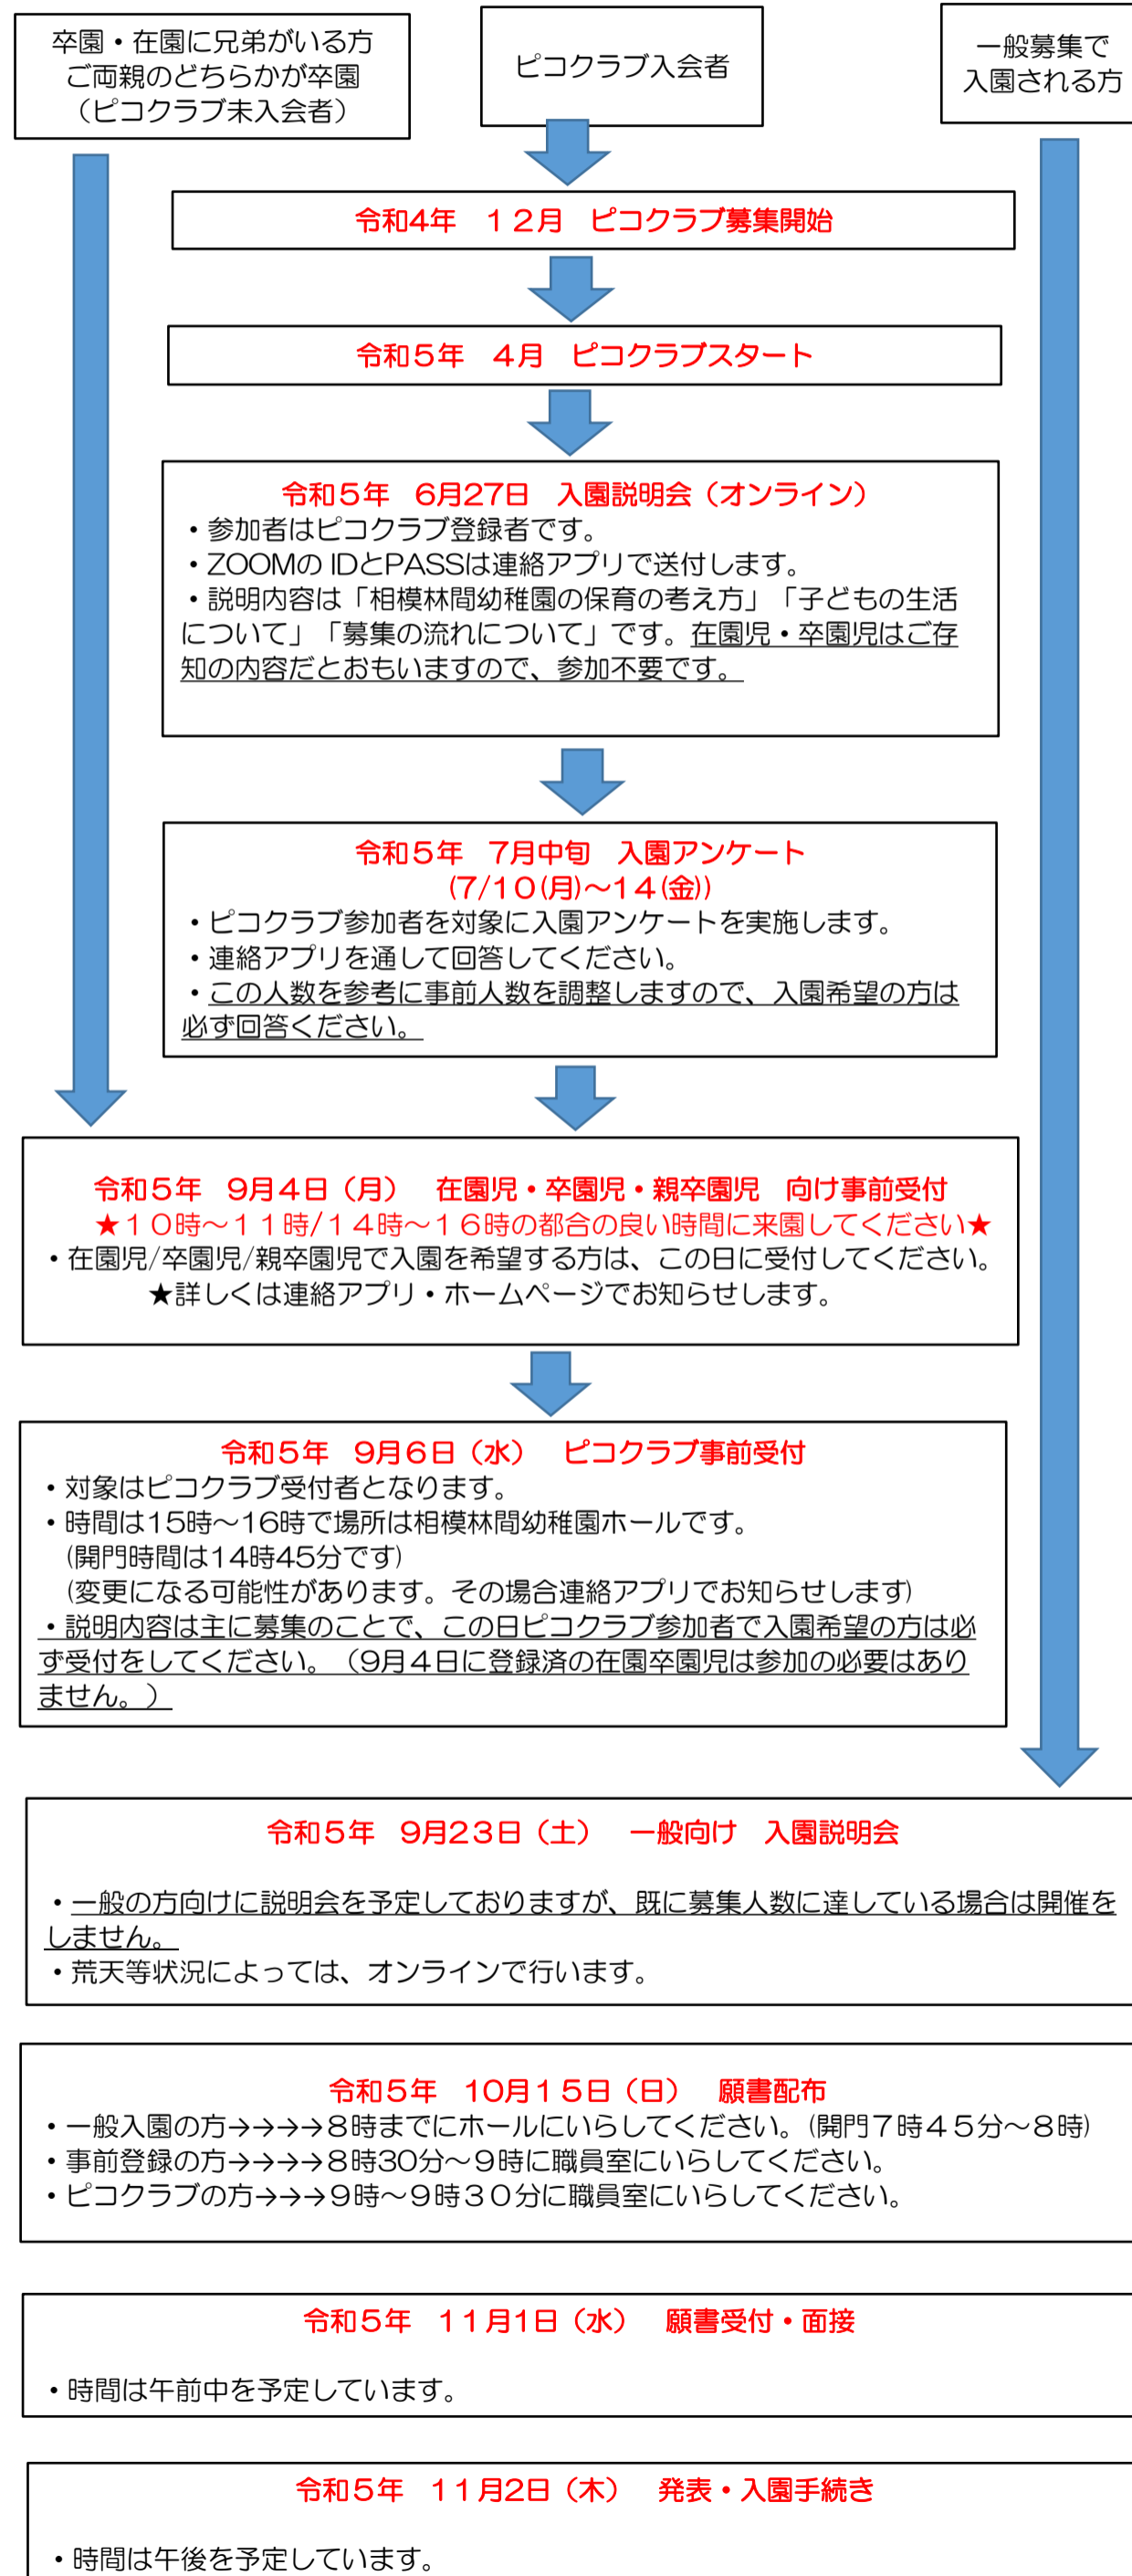 卒園・在園に兄弟がいる方
ご両親のどちらかが卒園
（ピコクラブ未入会者）
ピコクラブ入会者
一般募集で
入園される方
令和4年　１２月　ピコクラブ募集開始
令和５年　４月　ピコクラブスタート
令和５年　6月27日　入園説明会（オンライン）
・参加者はピコクラブ登録者です。
・ZOOMの IDとPASSは連絡アプリで送付します。
・説明内容は「相模林間幼稚園の保育の考え方」「子どもの生活
について」「募集の流れについて」です。在園児・卒園児はご存
知の内容だとおもいますので、参加不要です。
令和５年　7月中旬　入園アンケート
(7/１０(月)～１４(金))
・ピコクラブ参加者を対象に入園アンケートを実施します。
・連絡アプリを通して回答してください。
・この人数を参考に事前人数を調整しますので、入園希望の方は
必ず回答ください。
令和５年　９月４日（月）　在園児・卒園児・親卒園児　向け事前受付
★１０時～１１時/１４時～１６時の都合の良い時間に来園してください★
・在園児/卒園児/親卒園児で入園を希望する方は、この日に受付してください。
★詳しくは連絡アプリ・ホームページでお知らせします。
令和５年　９月６日（水）　ピコクラブ事前受付
・対象はピコクラブ受付者となります。
・時間は15時～16時で場所は相模林間幼稚園ホールです。
(開門時間は14時45分です)
(変更になる可能性があります。その場合連絡アプリでお知らせします)
・説明内容は主に募集のことで、この日ピコクラブ参加者で入園希望の方は必
ず受付をしてください。（9月４日に登録済の在園卒園児は参加の必要はあり
ません。）
令和５年　9月23日（土）　一般向け　入園説明会
・一般の方向けに説明会を予定しておりますが、既に募集人数に達している場合は開催を
しません。
・荒天等状況によっては、オンラインで行います。
令和５年　10月１５日（日）　願書配布
・一般入園の方→→→→８時までにホールにいらしてください。(開門７時４５分～８時)
・事前登録の方→→→→８時30分～９時に職員室にいらしてください。
・ピコクラブの方→→→９時～９時３０分に職員室にいらしてください。
令和５年　１１月1日（水）　願書受付・面接
・時間は午前中を予定しています。
令和５年　１１月2日（木）　発表・入園手続き
・時間は午後を予定しています。